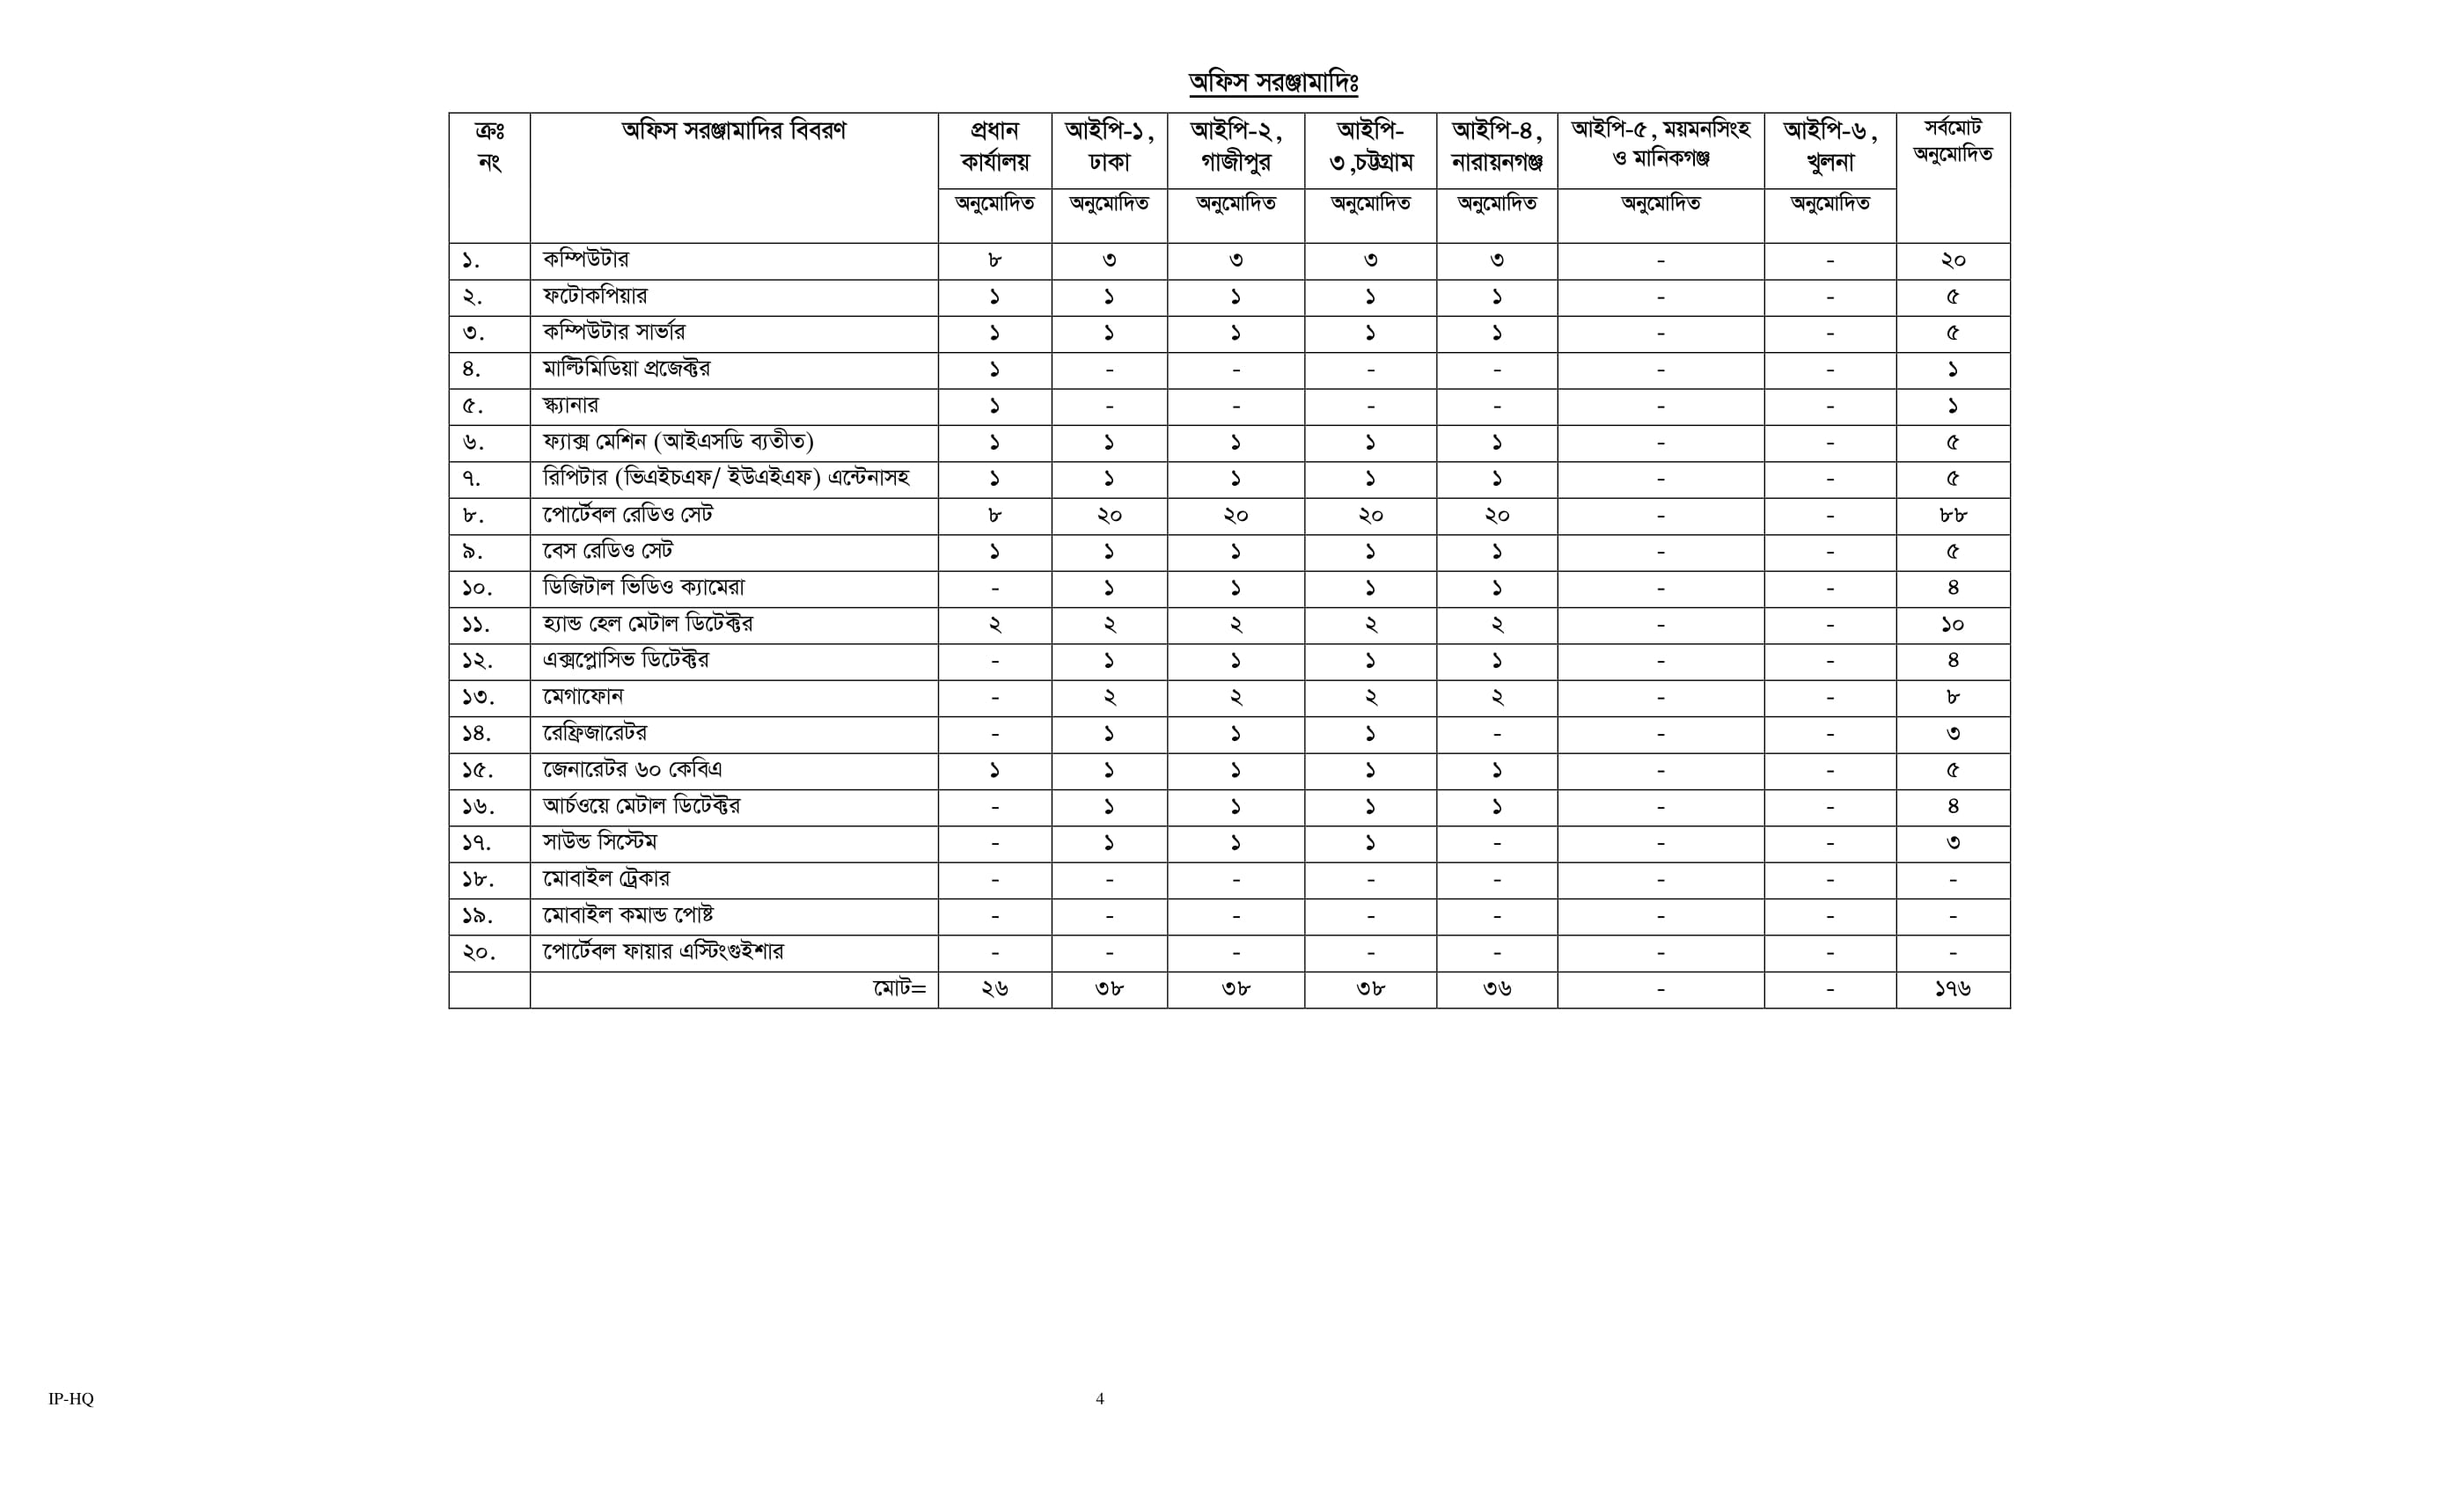 অফিস সরঞ্জামাদিঃ
ক্রঃ নং অফিস সরঞ্জামাদির বিবরণ প্রধান কার্যালয় আইপি-১, ঢাকা আইপি-২, গাজীপুর আইপি-৩,চট্টগ্রাম আইপি-৪, নারায়নগঞ্জ আইপি-৫, ময়মনসিংহ ও মানিকগঞ্জ আইপি-৬, খুলনা সর্বমোট অনুমোদিত
অনুমোদিত অনুমোদিত অনুমোদিত অনুমোদিত অনুমোদিত অনুমোদিত অনুমোদিত
১. কম্পিউটার ৮ ৩ ৩ ৩ ৩ - - ২০
২. ফটোকপিয়ার ১ ১ ১ ১ ১ - - ৫
৩. কম্পিউটার সার্ভার ১ ১ ১ ১ ১ - - ৫
৪. মাল্টিমিডিয়া প্রজেক্টর ১ - - - - - - ১
৫. স্ক্যানার ১ - - - - - - ১
৬. ফ্যাক্স মেশিন (আইএসডি ব্যতীত) ১ ১ ১ ১ ১ - - ৫
৭. রিপিটার (ভিএইচএফ/ ইউএইএফ) এন্টেনাসহ ১ ১ ১ ১ ১ - - ৫
৮. পোর্টেবল রেডিও সেট ৮ ২০ ২০ ২০ ২০ - - ৮৮
৯. বেস রেডিও সেট ১ ১ ১ ১ ১ - - ৫
১০. ডিজিটাল ভিডিও ক্যামেরা - ১ ১ ১ ১ - - ৪
১১. হ্যান্ড হেল মেটাল ডিটেক্টর ২ ২ ২ ২ ২ - - ১০
১২. এক্সপ্লোসিভ ডিটেক্টর - ১ ১ ১ ১ - - ৪
১৩. মেগাফোন - ২ ২ ২ ২ - - ৮
১৪. রেফ্রিজারেটর - ১ ১ ১ - - - ৩
১৫. জেনারেটর ৬০ কেবিএ ১ ১ ১ ১ ১ - - ৫
১৬. আর্চওয়ে মেটাল ডিটেক্টর - ১ ১ ১ ১ - - ৪
১৭. সাউন্ড সিস্টেম - ১ ১ ১ - - - ৩
১৮. মোবাইল ট্রেকার - - - - - - - -
১৯. মোবাইল কমান্ড পোষ্ট - - - - - - - -
২০. পোর্টেবল ফায়ার এস্টিংগুইশার - - - - - - - -
মোট= ২৬ ৩৮ ৩৮ ৩৮ ৩৬ - - ১৭৬
IP-HQ 4